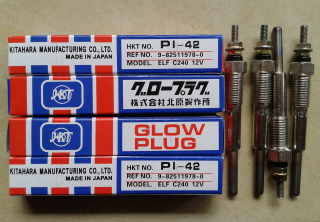 KITAHARA MANUFACTURING CO., LTD.
MADE IN JAPAN
HKT NO. PI-42
REF NO. 9-82511978-0
MODEL. ELF C240 12V
HKT
グロープラグ
株式会社北原製作所
HKT
GLOW
PLUG
KITAHARA MANUFACTURING CO., LTD.
MADE IN JAPAN
HKT NO. PI-42
REF NO. 9-82511978-0
MODEL. ELF C240 12V